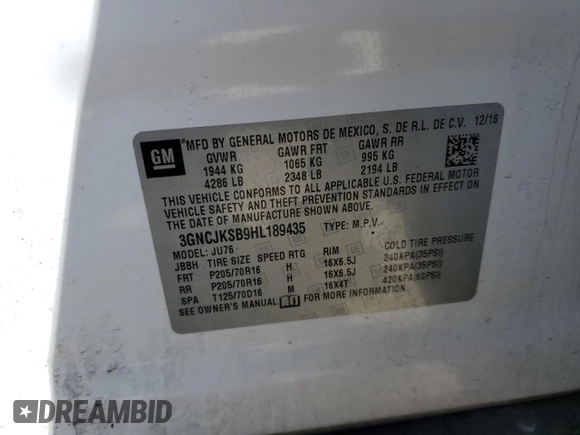 GM
MFD BY GENERAL MOTORS DE MEXICO, S. DE R.L. DE C.V. 12/16
GVWR GAWR FRT GAWR RR
1944 KG 1065 KG 995 KG
4286 LB 2348 LB 2194 LB
THIS VEHICLE CONFORMS TO ALL APPLICABLE U.S. FEDERAL MOTOR
VEHICLE SAFETY AND THEFT PREVENTION STANDARDS IN EFFECT ON
THE DATE OF MANUFACTURE SHOWN ABOVE.
3GNCJKSB9HL189435 TYPE: M.P.V.
MODEL: JU76
JBBH TIRE SIZE SPEED RTG RIM COLD TIRE PRESSURE
FRT P205/70R16 H 16X6.5J 240KPA(35PSI)
RR P205/70R16 H 16X6.5J 240KPA(35PSI)
SPA T125/70D16 M 16X4T 420KPA(60PSI)
SEE OWNER'S MANUAL FOR MORE INFORMATION.
DREAMBID